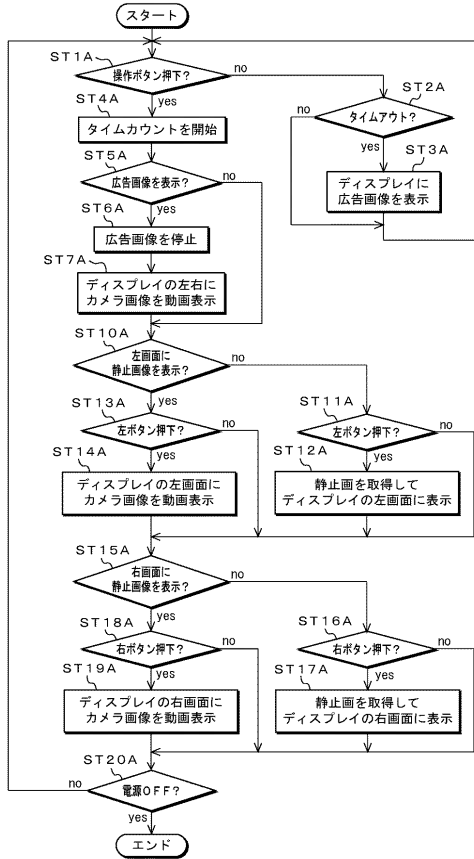 スタート
ST1A
操作ボタン押下?
no
yes
ST2A
タイムアウト?
no
yes
ST3A
ディスプレイに
広告画像を表示
ST4A
タイムカウントを開始
ST5A
広告画像を表示?
no
yes
ST6A
広告画像を停止
ST7A
ディスプレイの左右に
カメラ画像を動画表示
ST10A
左画面に
静止画像を表示?
no
yes
ST13A
左ボタン押下?
no
yes
ST11A
左ボタン押下?
no
yes
ST14A
ディスプレイの左画面に
カメラ画像を動画表示
ST12A
静止画を取得して
ディスプレイの左画面に表示
ST15A
右画面に
静止画像を表示?
no
yes
ST18A
右ボタン押下?
no
yes
ST16A
右ボタン押下?
no
yes
ST19A
ディスプレイの右画面に
カメラ画像を動画表示
ST17A
静止画を取得して
ディスプレイの右画面に表示
ST20A
電源OFF?
no
yes
エンド